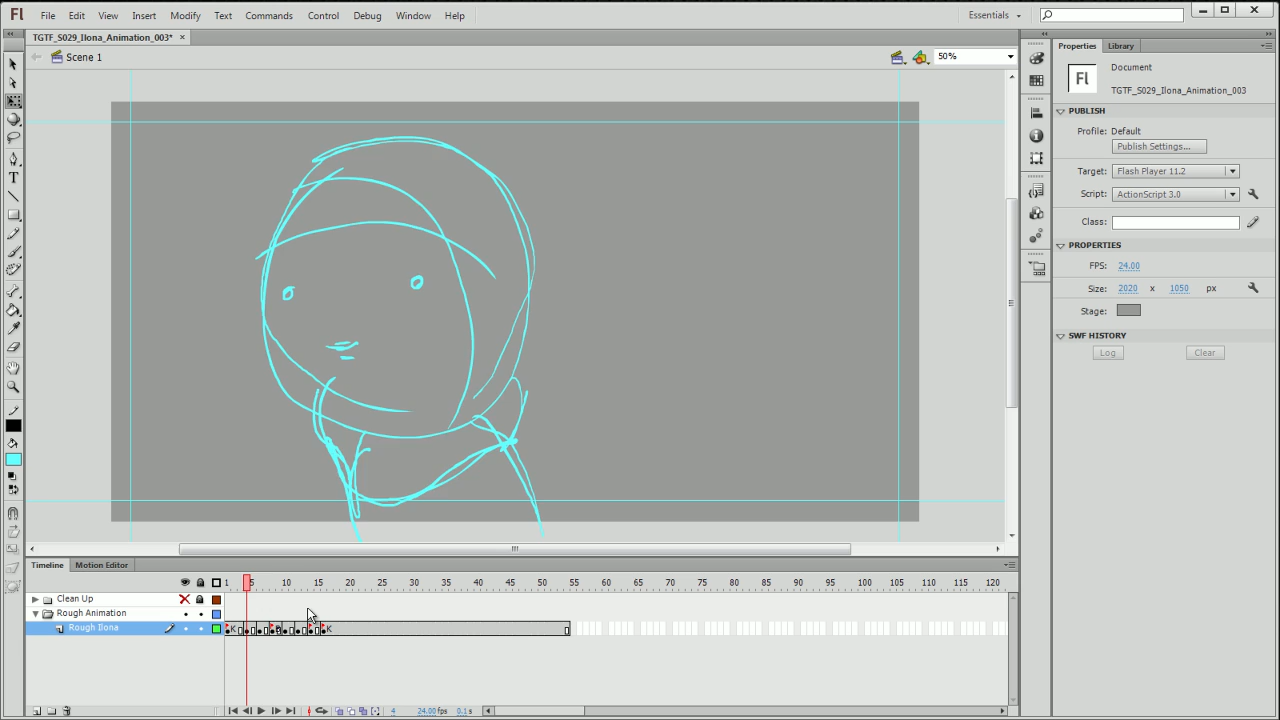 Fl File Edit View Insert Modify Text Commands Control Debug Window Help Essentials
TGTF_S029_Ilona_Animation_003* ×
Scene 1 50%
Properties Library
Fl Document
TGTF_S029_Ilona_Animation_003
PUBLISH
Profile: Default
Publish Settings...
Target: Flash Player 11.2
Script: ActionScript 3.0
Class:
PROPERTIES
FPS: 24.00
Size: 2020 x 1050 px
Stage:
SWF HISTORY
Log Clear
Timeline Motion Editor
1 5 10 15 20 25 30 35 40 45 50 55 60 65 70 75 80 85 90 95 100 105 110 115 120
Clean Up
Rough Animation
Rough Ilona K K
4 24.00 fps 0.1 s